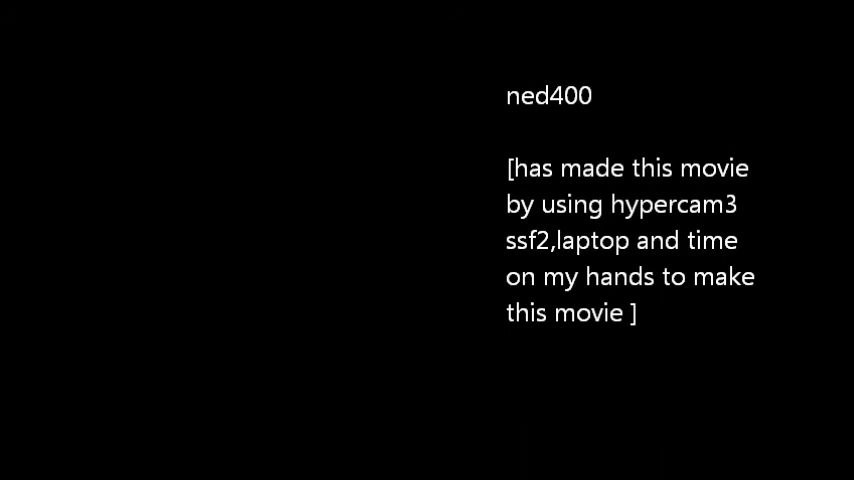 ned400
[has made this movie
by using hypercam3
ssf2,laptop and time
on my hands to make
this movie ]